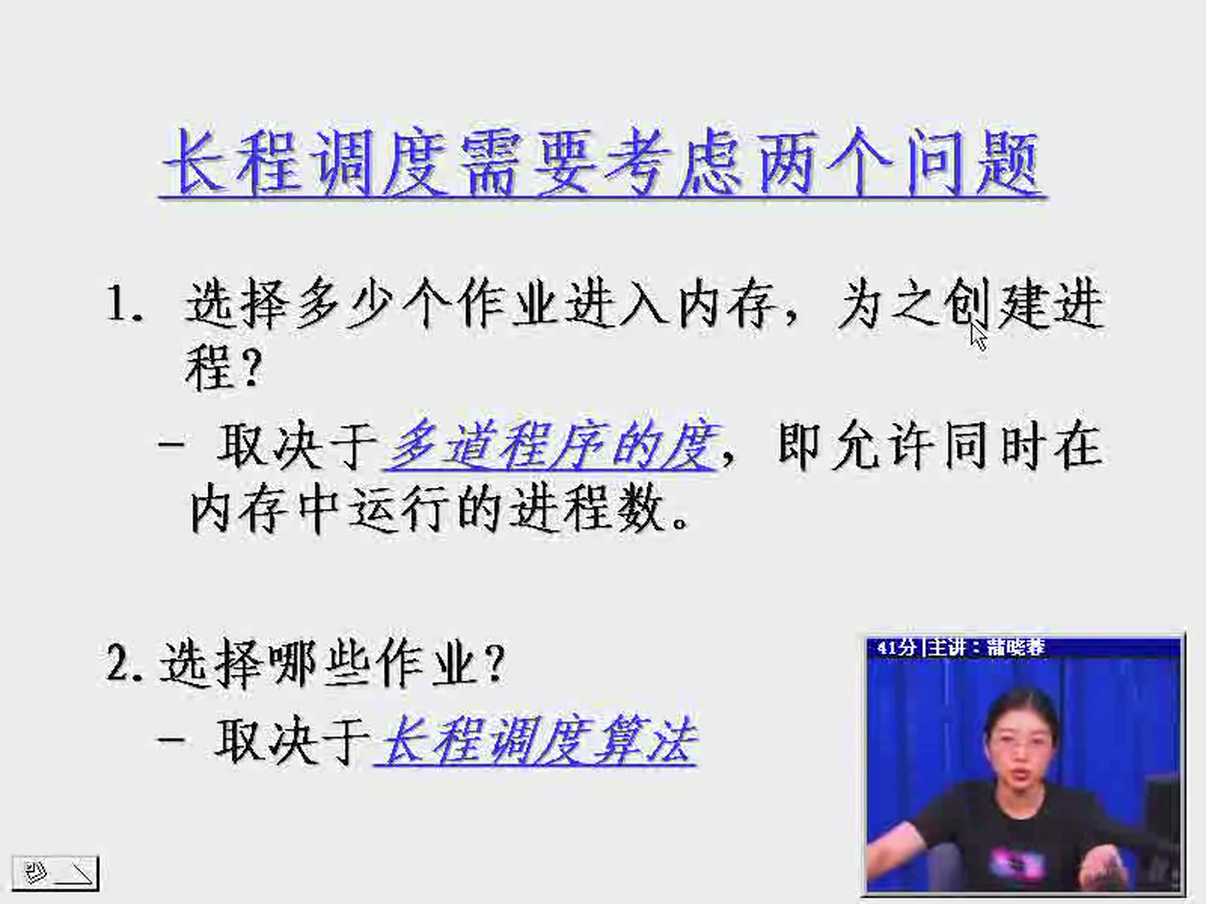 长程调度需要考虑两个问题
1. 选择多少个作业进入内存，为之创建进
程？
– 取决于多道程序的度，即允许同时在
内存中运行的进程数。
2.选择哪些作业？
– 取决于长程调度算法
41分|主讲：蒲晓蓉